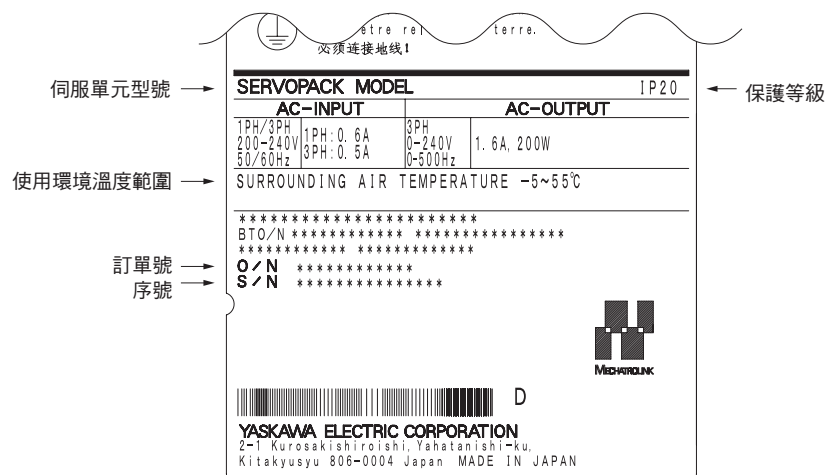 etre re terre.
必须连接地线!
伺服單元型號
SERVOPACK MODEL IP20
保護等級
AC-INPUT AC-OUTPUT
1PH/3PH
200-240V
50/60Hz
1PH:0.6A
3PH:0.5A
3PH
0-240V
0-500Hz
1.6A, 200W
使用環境溫度範圍
SURROUNDING AIR TEMPERATURE -5~55℃
***********************
BTO/N ************ ****************
************ ************
訂單號
O/N ************
序號
S/N ***************
MECHATROLINK
D
YASKAWA ELECTRIC CORPORATION
2-1 Kurosakishiroishi, Yahatanishi-ku,
Kitakyusyu 806-0004 Japan MADE IN JAPAN